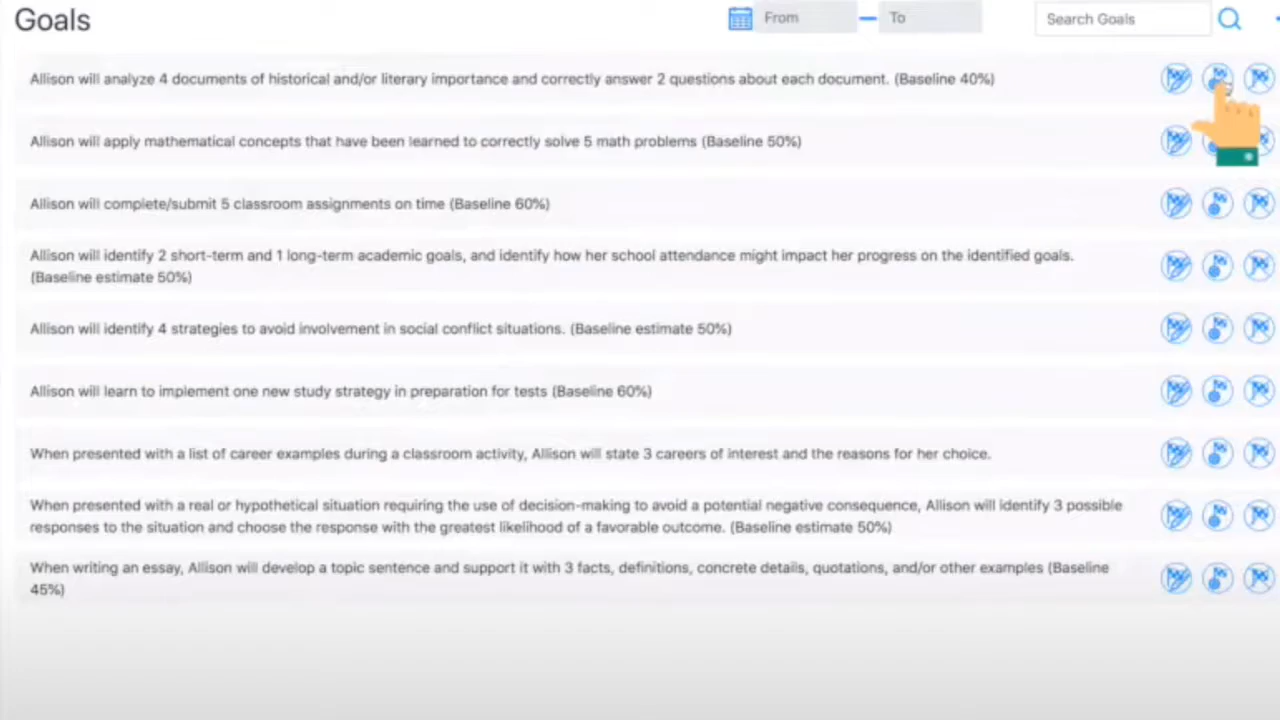 Goals
From
To
Search Goals
Allison will analyze 4 documents of historical and/or literary importance and correctly answer 2 questions about each document. (Baseline 40%)
Allison will apply mathematical concepts that have been learned to correctly solve 5 math problems (Baseline 50%)
Allison will complete/submit 5 classroom assignments on time (Baseline 60%)
Allison will identify 2 short-term and 1 long-term academic goals, and identify how her school attendance might impact her progress on the identified goals.
(Baseline estimate 50%)
Allison will identify 4 strategies to avoid involvement in social conflict situations. (Baseline estimate 50%)
Allison will learn to implement one new study strategy in preparation for tests (Baseline 60%)
When presented with a list of career examples during a classroom activity, Allison will state 3 careers of interest and the reasons for her choice.
When presented with a real or hypothetical situation requiring the use of decision-making to avoid a potential negative consequence, Allison will identify 3 possible
responses to the situation and choose the response with the greatest likelihood of a favorable outcome. (Baseline estimate 50%)
When writing an essay, Allison will develop a topic sentence and support it with 3 facts, definitions, concrete details, quotations, and/or other examples (Baseline
45%)